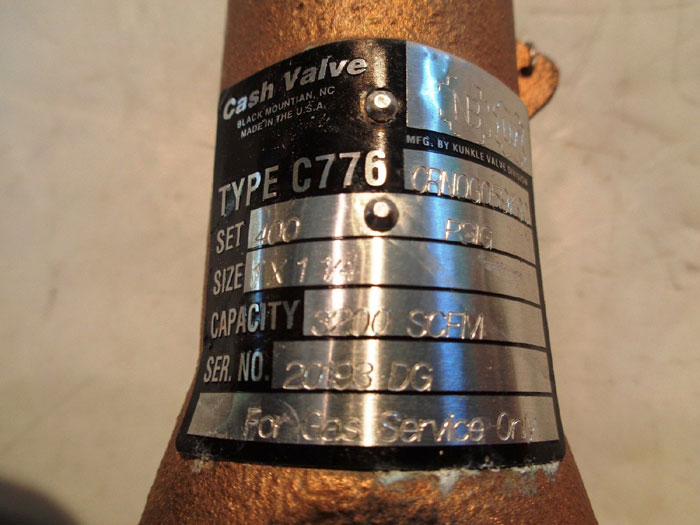 Cash Valve
BLACK MOUNTIAN, NC
MADE IN THE U.S.A.
MFG. BY KUNKLE VALVE DIVISION
TYPE C776
SET 400 PSIG
SIZE 1 X 1 1/4
CAPACITY 3200 SCFM
SER. NO. 20193-DG
For Gas Service Only